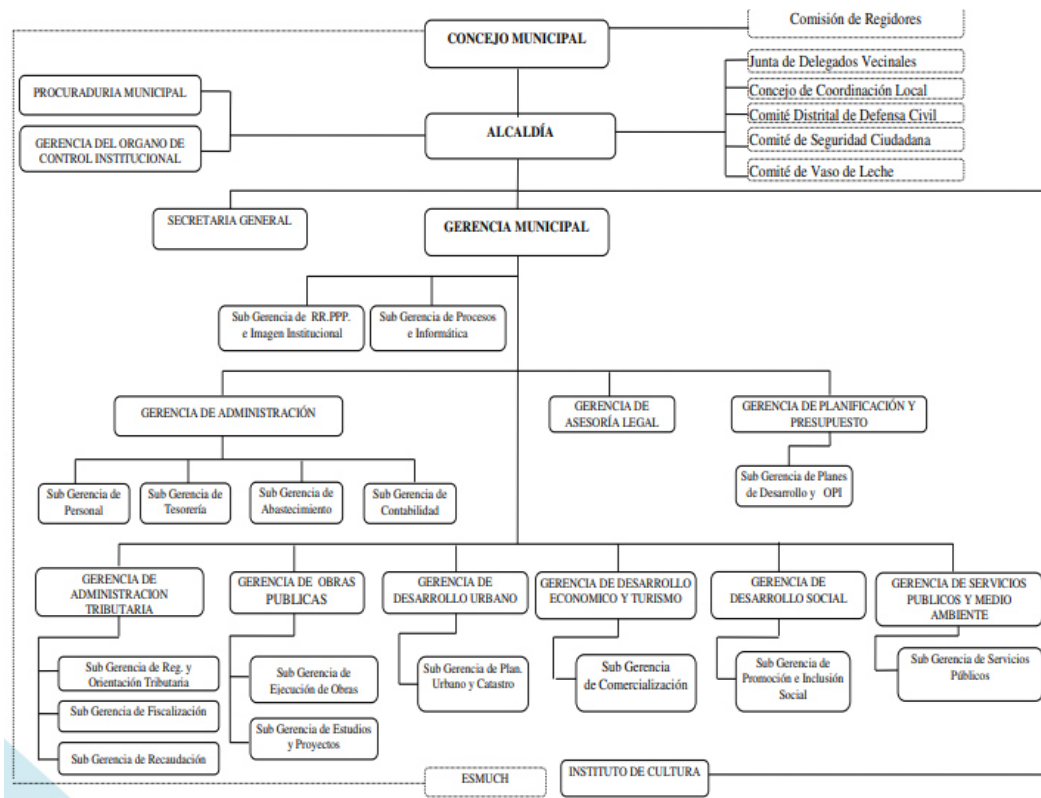 Comisión de Regidores
CONCEJO MUNICIPAL
Junta de Delegados Vecinales
Concejo de Coordinación Local
Comité Distrital de Defensa Civil
Comité de Seguridad Ciudadana
Comité de Vaso de Leche
PROCURADURIA MUNICIPAL
GERENCIA DEL ORGANO DE
CONTROL INSTITUCIONAL
ALCALDÍA
SECRETARIA GENERAL
GERENCIA MUNICIPAL
Sub Gerencia de RR.PPP.
e Imagen Institucional
Sub Gerencia de Procesos
e Informática
GERENCIA DE ADMINISTRACIÓN
GERENCIA DE
ASESORÍA LEGAL
GERENCIA DE PLANIFICACIÓN Y
PRESUPUESTO
Sub Gerencia de
Personal
Sub Gerencia de
Tesorería
Sub Gerencia de
Abastecimiento
Sub Gerencia de
Contabilidad
Sub Gerencia de Planes
de Desarrollo y OPI
GERENCIA DE
ADMINISTRACION
TRIBUTARIA
GERENCIA DE OBRAS
PUBLICAS
GERENCIA DE
DESARROLLO URBANO
GERENCIA DE DESARROLLO
ECONOMICO Y TURISMO
GERENCIA DE
DESARROLLO SOCIAL
GERENCIA DE SERVICIOS
PUBLICOS Y MEDIO
AMBIENTE
Sub Gerencia de Reg. y
Orientación Tributaria
Sub Gerencia de Fiscalización
Sub Gerencia de Recaudación
Sub Gerencia de
Ejecución de Obras
Sub Gerencia de Estudios
y Proyectos
Sub Gerencia de Plan.
Urbano y Catastro
Sub Gerencia
de Comercialización
Sub Gerencia de
Promoción e Inclusión
Social
Sub Gerencia de Servicios
Públicos
ESMUCH
INSTITUTO DE CULTURA